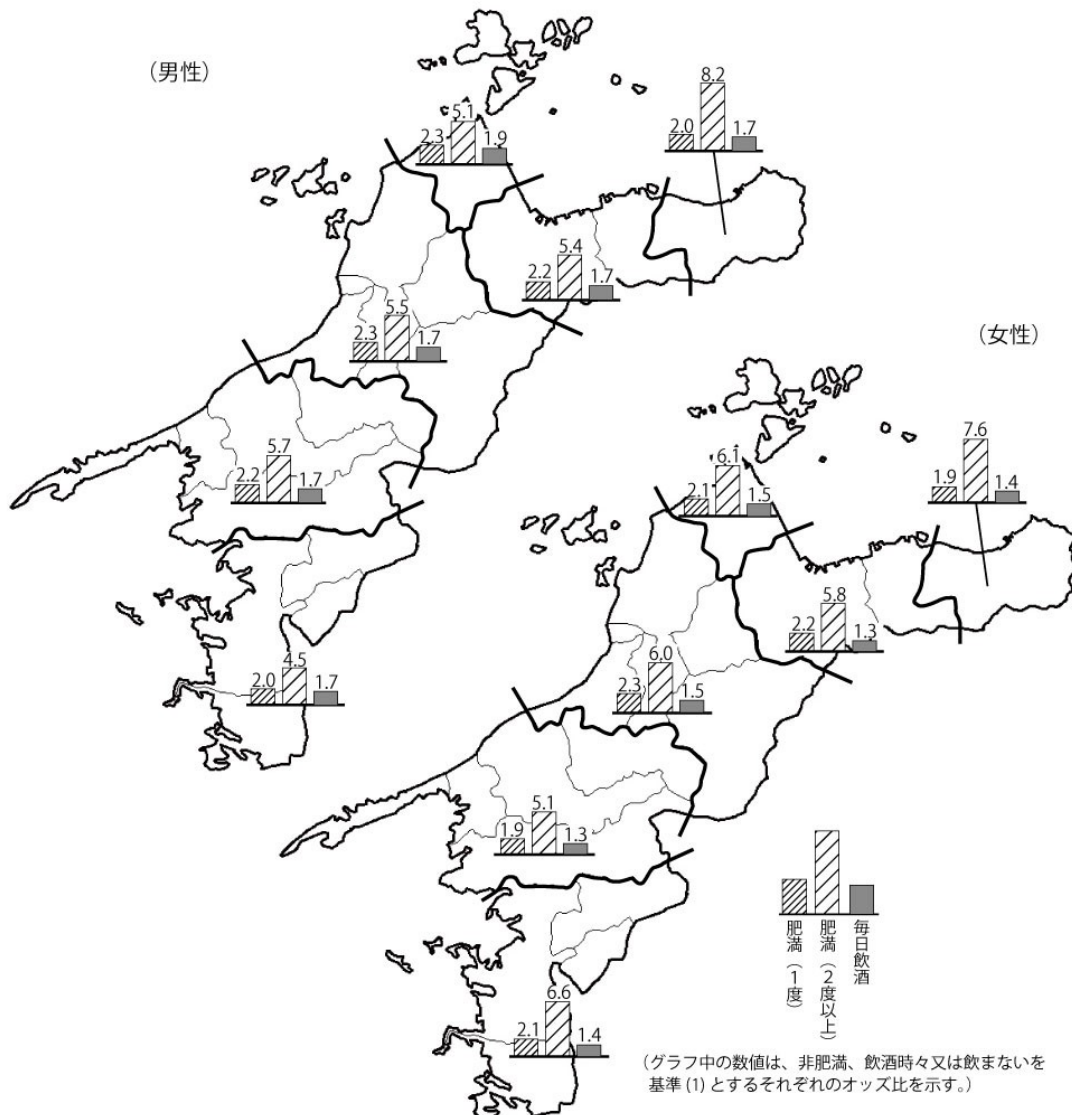 （男性）
2.3 5.1 1.9
2.0 8.2 1.7
2.2 5.4 1.7
2.3 5.5 1.7
2.2 5.7 1.7
2.0 4.5 1.7
（女性）
2.1 6.1 1.5
1.9 7.6 1.4
2.2 5.8 1.3
2.3 6.0 1.5
1.9 5.1 1.3
2.1 6.6 1.4
肥満（１度）
肥満（２度以上）
毎日飲酒
（グラフ中の数値は、非肥満、飲酒時々又は飲まないを
基準(1)とするそれぞれのオッズ比を示す。）